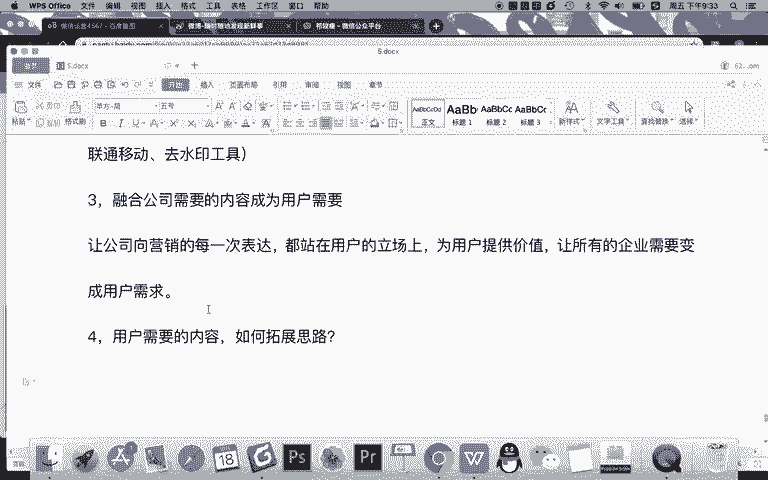 WPS Office 文件 编辑 视图 插入 格式 工具 表格 工作区 窗口 帮助
周五下午9:33
5.docx
5.docx
文件 开始 插入 页面布局 引用 审阅 视图 章节
粘贴 格式刷 五号 AaBbCcDd AaBb AaBbCc AaBbCc
正文 标题 1 标题 2 标题 3 新样式 文字工具 查找替换 选择
联通移动、去水印工具）
3，融合公司需要的内容成为用户需要
让公司向营销的每一次表达，都站在用户的立场上，为用户提供价值，让所有的企业需要变
成用户需求。
4，用户需要的内容，如何拓展思路？
18 Ps Pr